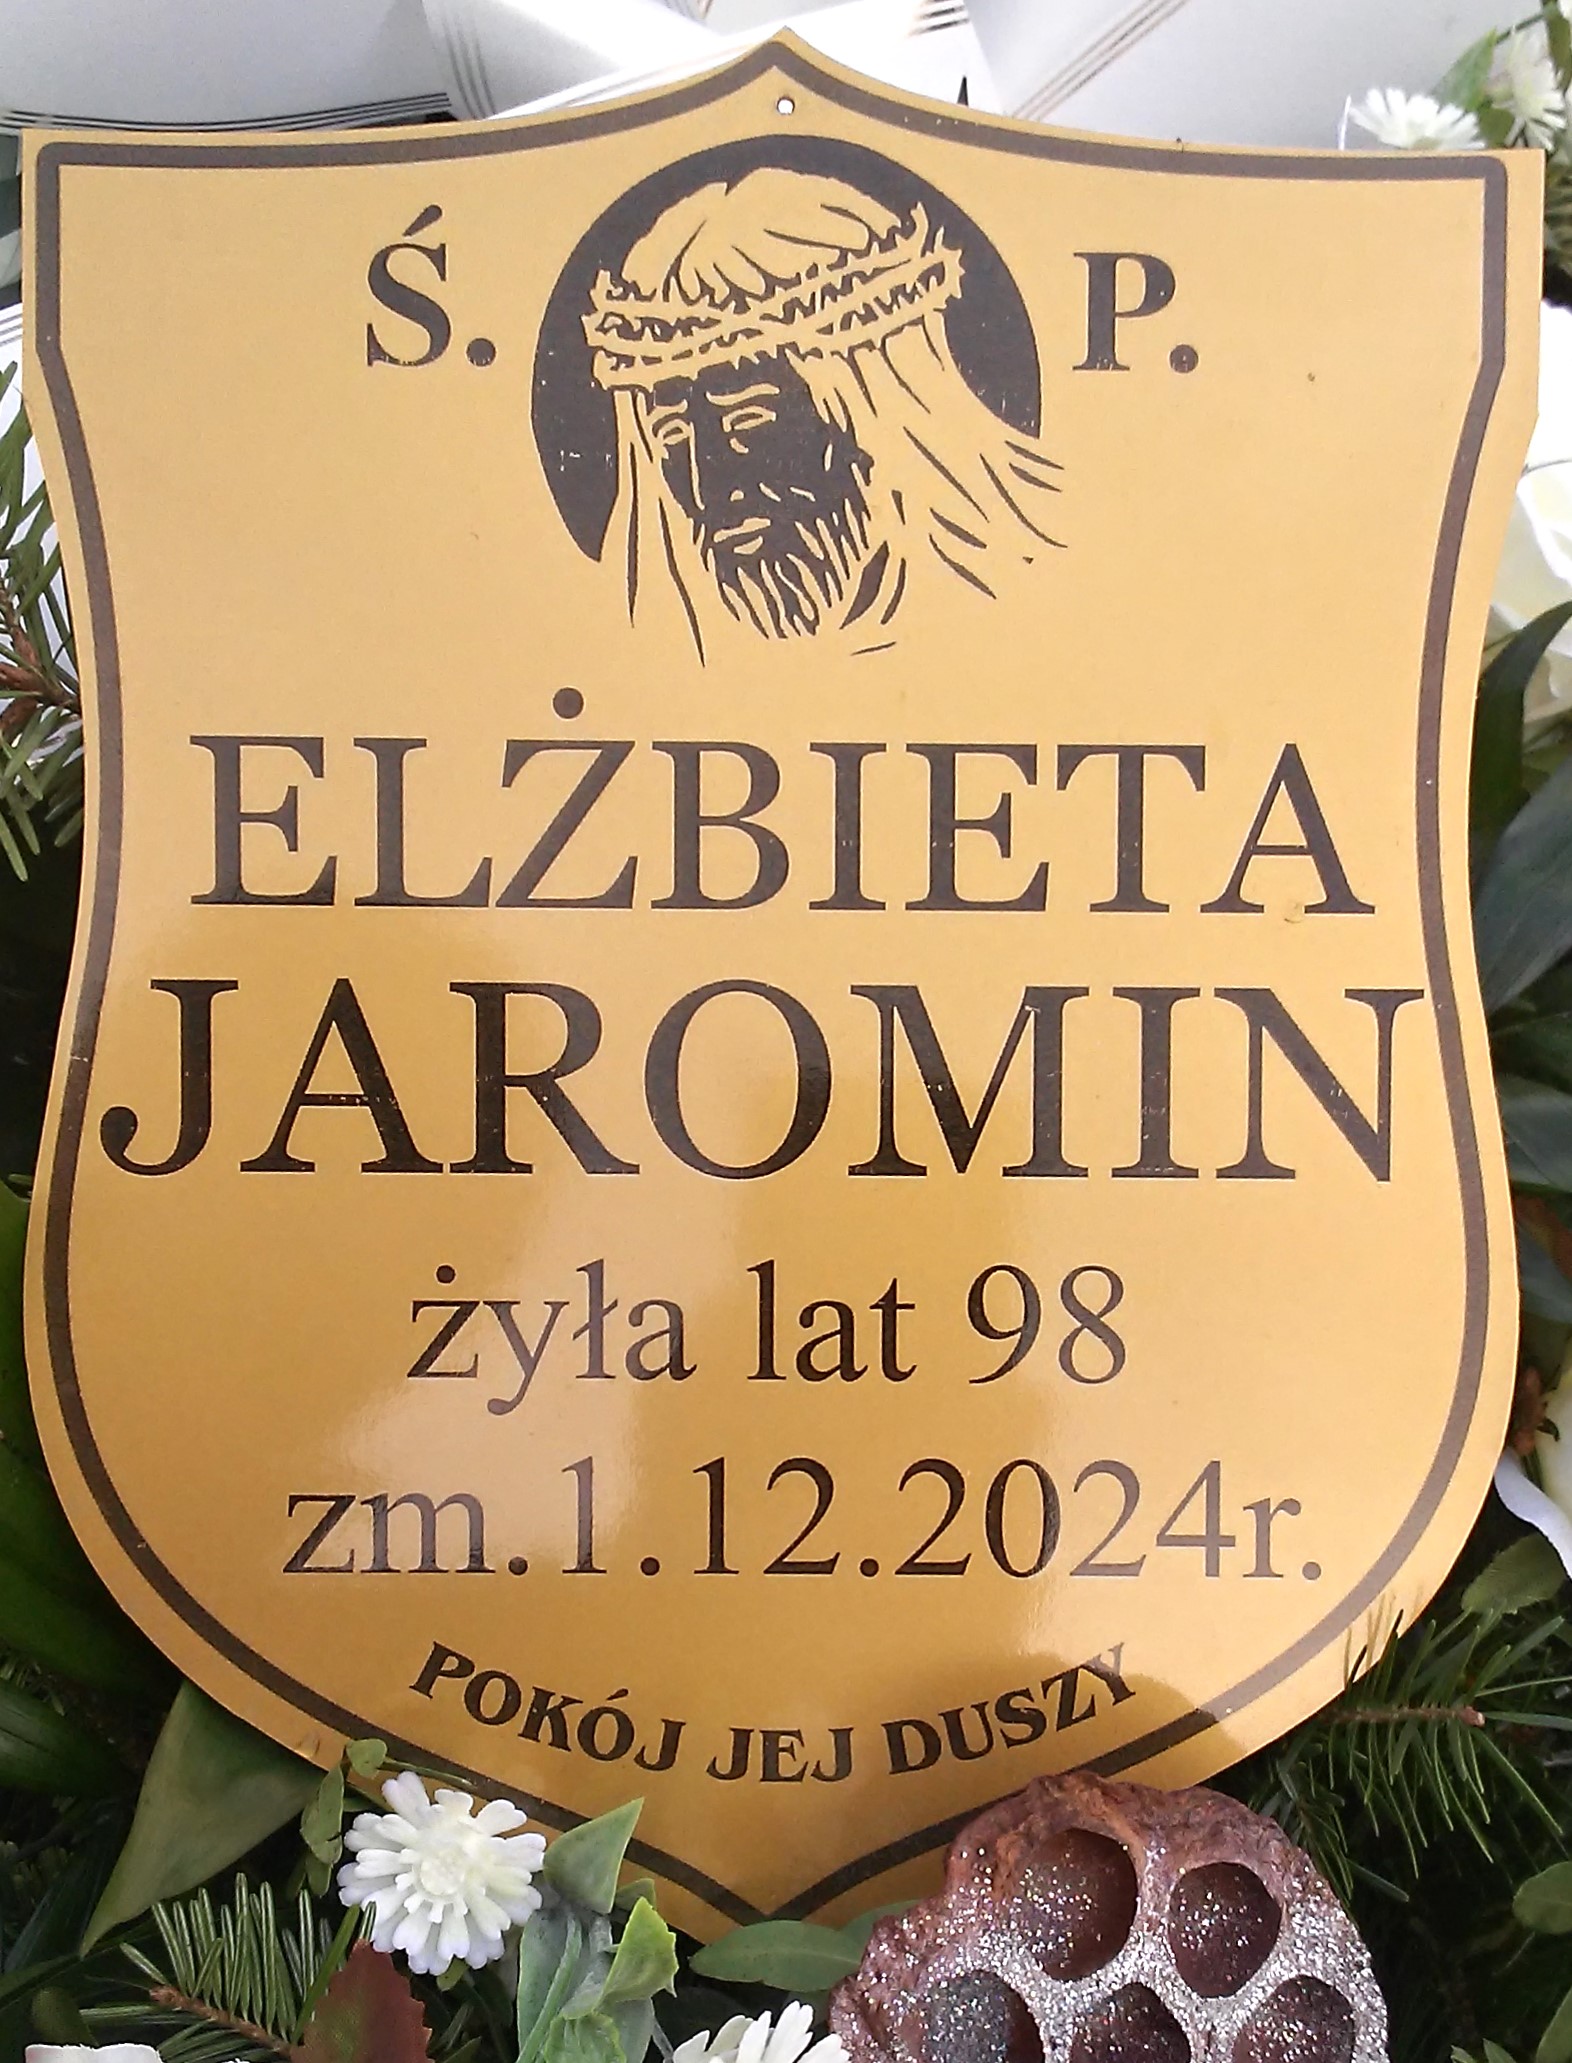 Ś. P.
ELŻBIETA
JAROMIN
żyła lat 98
zm.1.12.2024r.
POKÓJ JEJ DUSZY